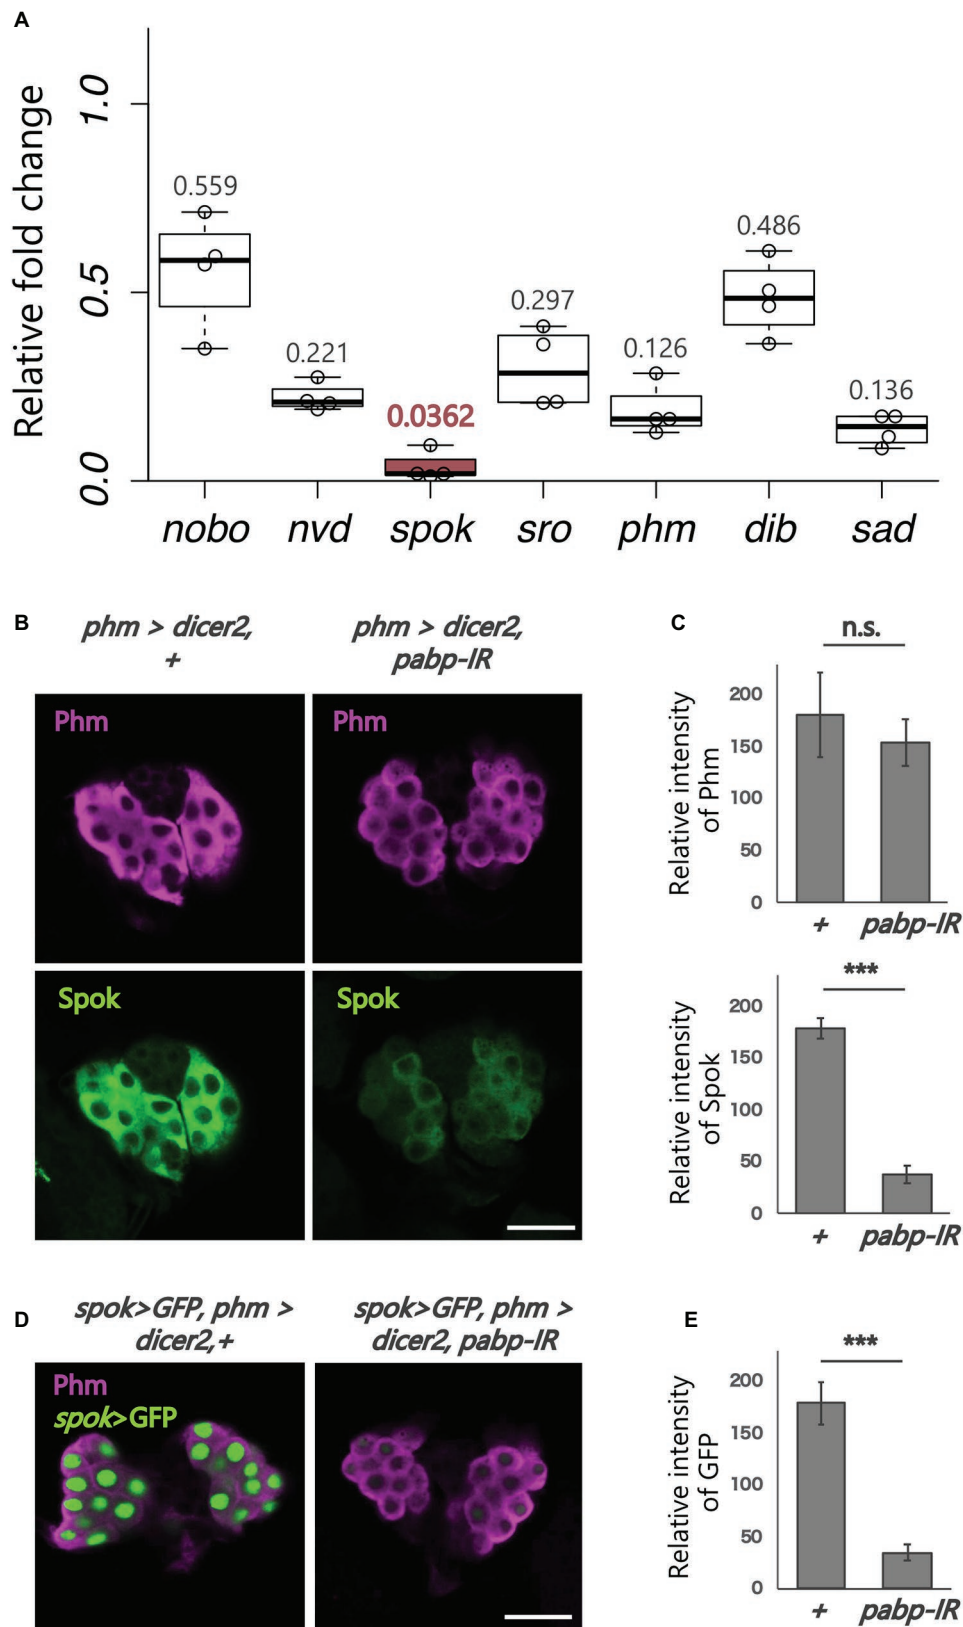 A
Relative fold change
1.0
0.5
0.0
0.559
0.221
0.0362
0.297
0.126
0.486
0.136
nobo nvd spok sro phm dib sad
B
phm > dicer2,
+
phm > dicer2,
pabp-IR
Phm
Spok
Spok
C
n.s.
Relative intensity
of Phm
200
150
100
50
0
+ pabp-IR
***
Relative intensity
of Spok
200
150
100
50
0
+ pabp-IR
D
spok>GFP, phm >
dicer2,+
spok>GFP, phm >
dicer2, pabp-IR
Phm
spok>GFP
E
***
Relative intensity
of GFP
200
150
100
50
0
+ pabp-IR